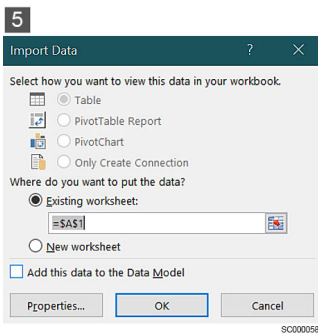 5
Import Data ? ×
Select how you want to view this data in your workbook.
Table
PivotTable Report
PivotChart
Only Create Connection
Where do you want to put the data?
Existing worksheet:
=$A$1
New worksheet
Add this data to the Data Model
Properties...
OK
Cancel
SC000058